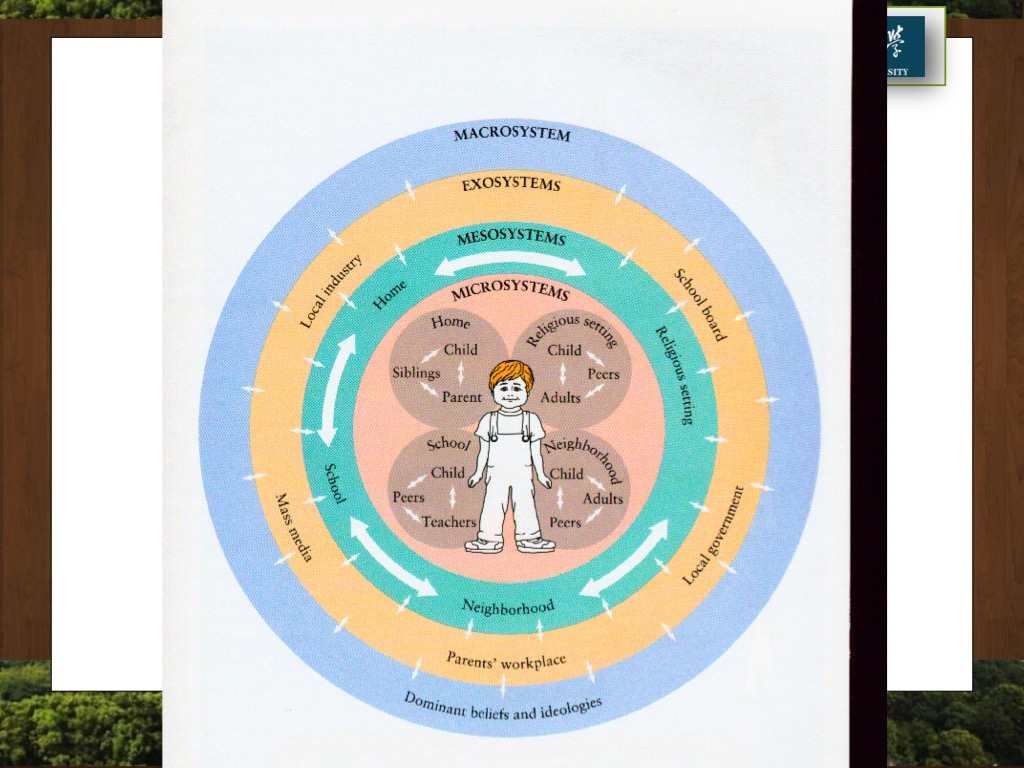 MACROSYSTEM
EXOSYSTEMS
MESOSYSTEMS
MICROSYSTEMS
Local industry
School board
Home
Religious setting
Home
Child
Siblings
Parent
Religious setting
Child
Peers
Adults
School
Child
Peers
Teachers
Neighborhood
Child
Adults
Peers
School
Mass media
Local government
Neighborhood
Parents' workplace
Dominant beliefs and ideologies